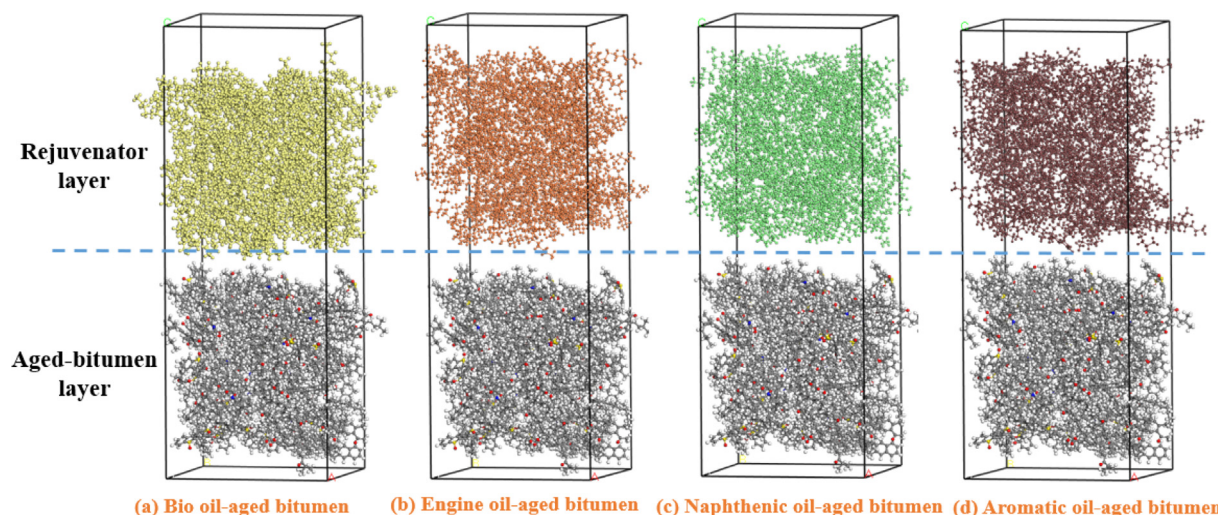 Rejuvenator
layer
Aged-bitumen
layer
(a) Bio oil-aged bitumen
(b) Engine oil-aged bitumen
(c) Naphthenic oil-aged bitumen
(d) Aromatic oil-aged bitumen